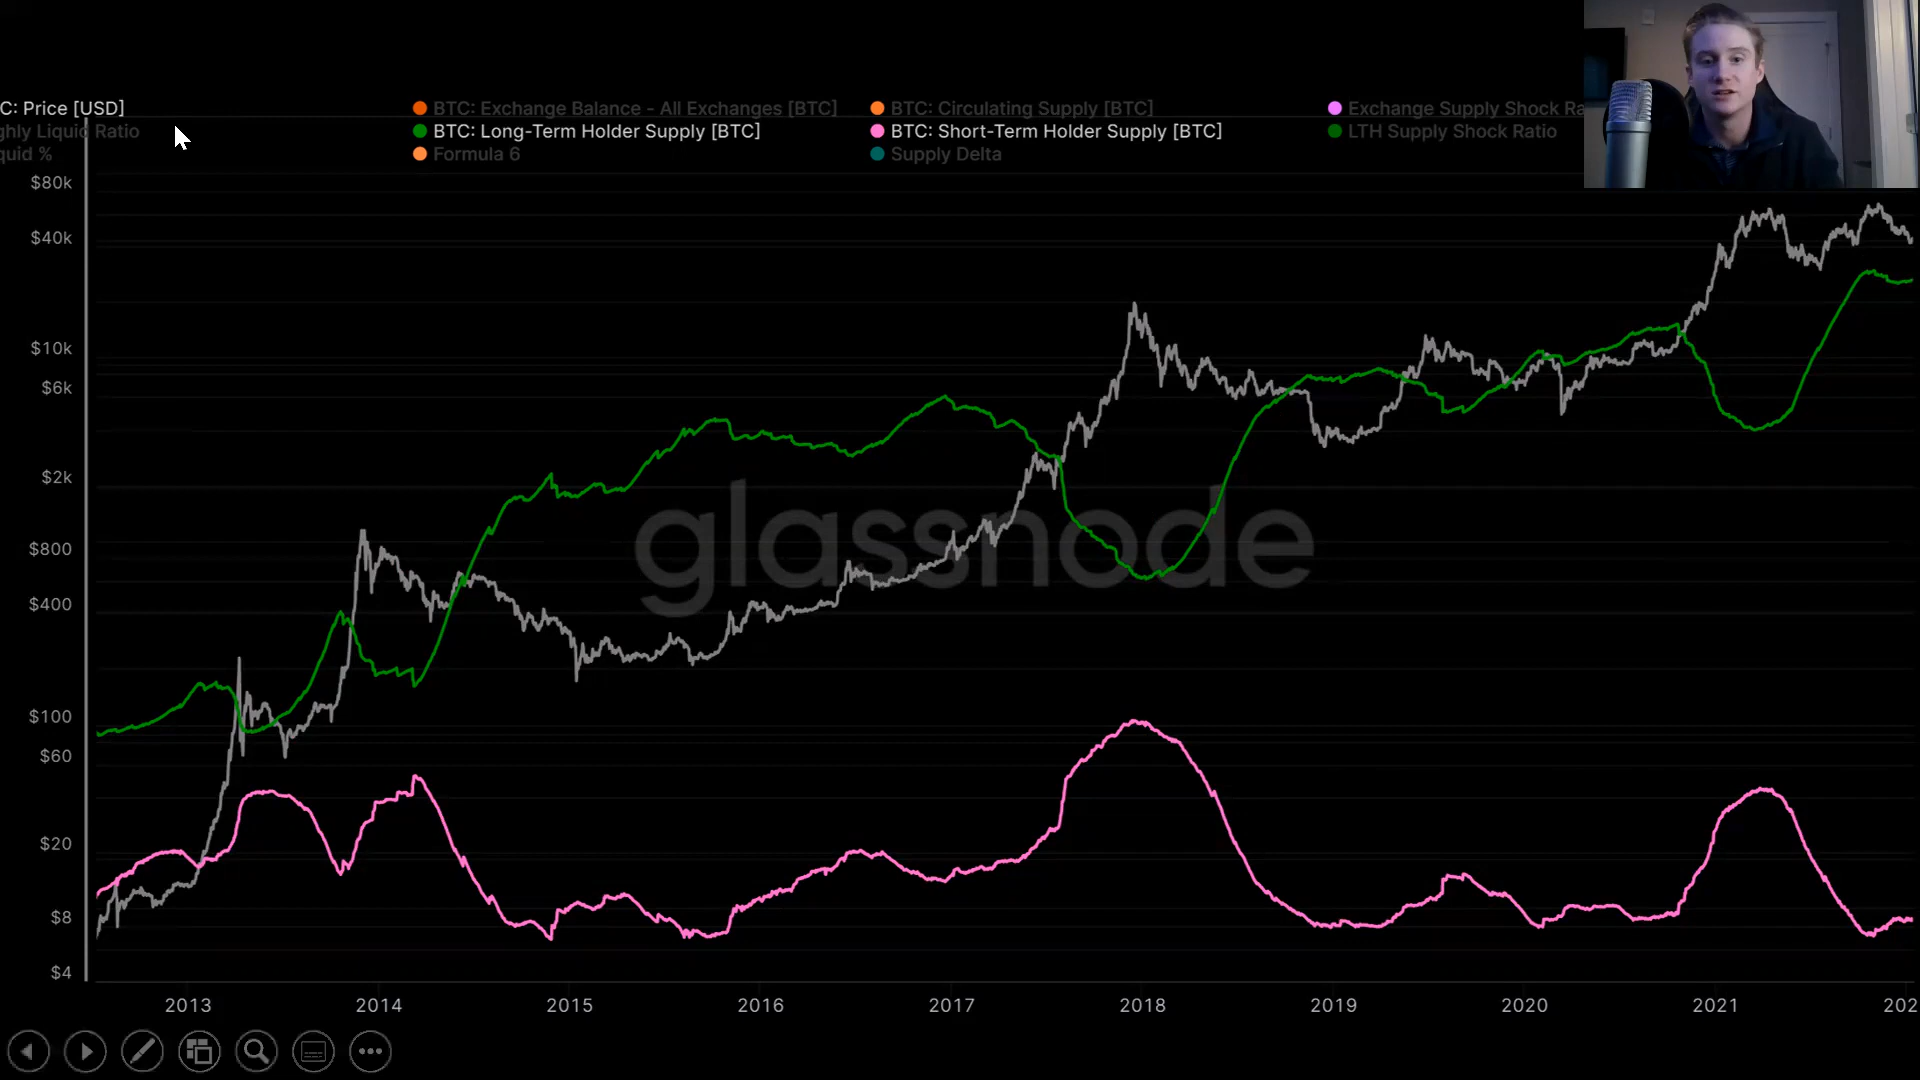 C: Price [USD]
BTC: Exchange Balance - All Exchanges [BTC]
BTC: Circulating Supply [BTC]
Exchange Supply Shock Ra
ghly Liquid Ratio
BTC: Long-Term Holder Supply [BTC]
BTC: Short-Term Holder Supply [BTC]
LTH Supply Shock Ratio
quid %
Formula 6
Supply Delta
$80k
$40k
$10k
$6k
$2k
$800
$400
$100
$60
$20
$8
$4
glassnode
2013
2014
2015
2016
2017
2018
2019
2020
2021
202